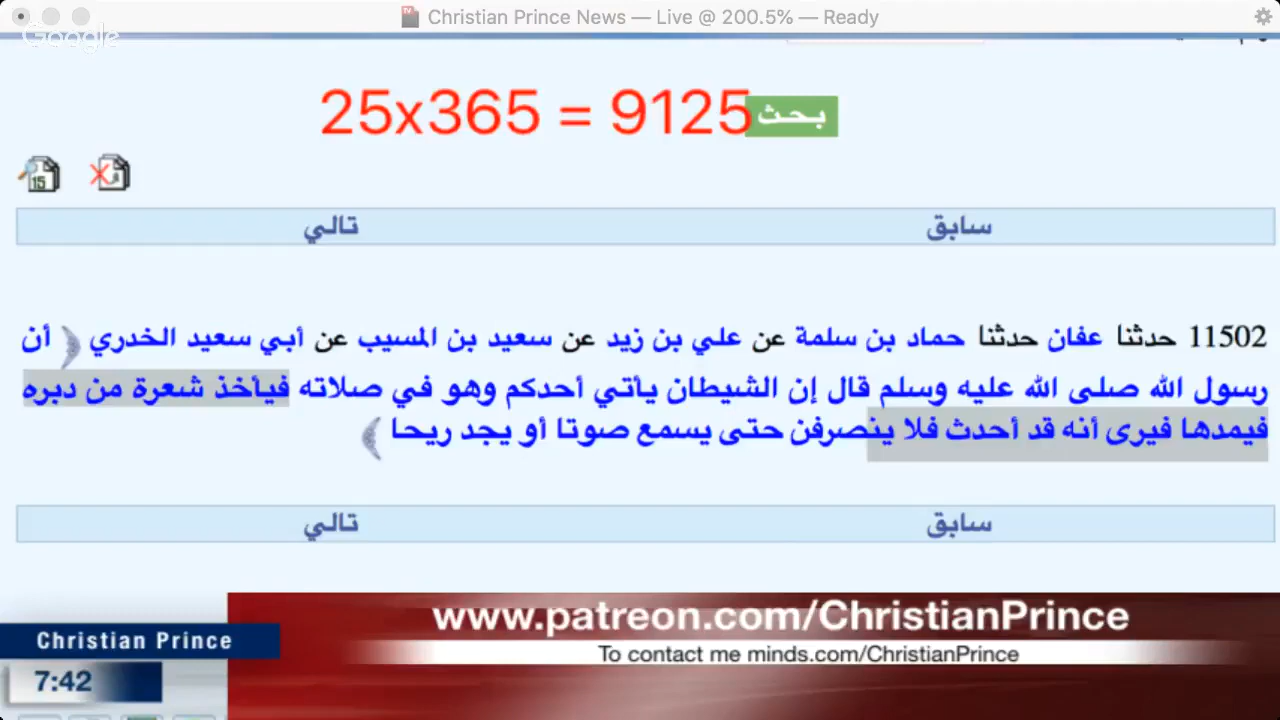 Christian Prince News — Live @ 200.5% — Ready
Google
25x365 = 9125
بحث
15
سابق تالي
11502 حدثنا عفان حدثنا حماد بن سلمة عن علي بن زيد عن سعيد بن المسيب عن أبي سعيد الخدري ( أن
رسول الله صلى الله عليه وسلم قال إن الشيطان يأتي أحدكم وهو في صلاته فيأخذ شعرة من دبره
فيمدها فيرى أنه قد أحدث فلا ينصرفن حتى يسمع صوتا أو يجد ريحا )
سابق تالي
www.patreon.com/ChristianPrince
Christian Prince
To contact me minds.com/ChristianPrince
7:42